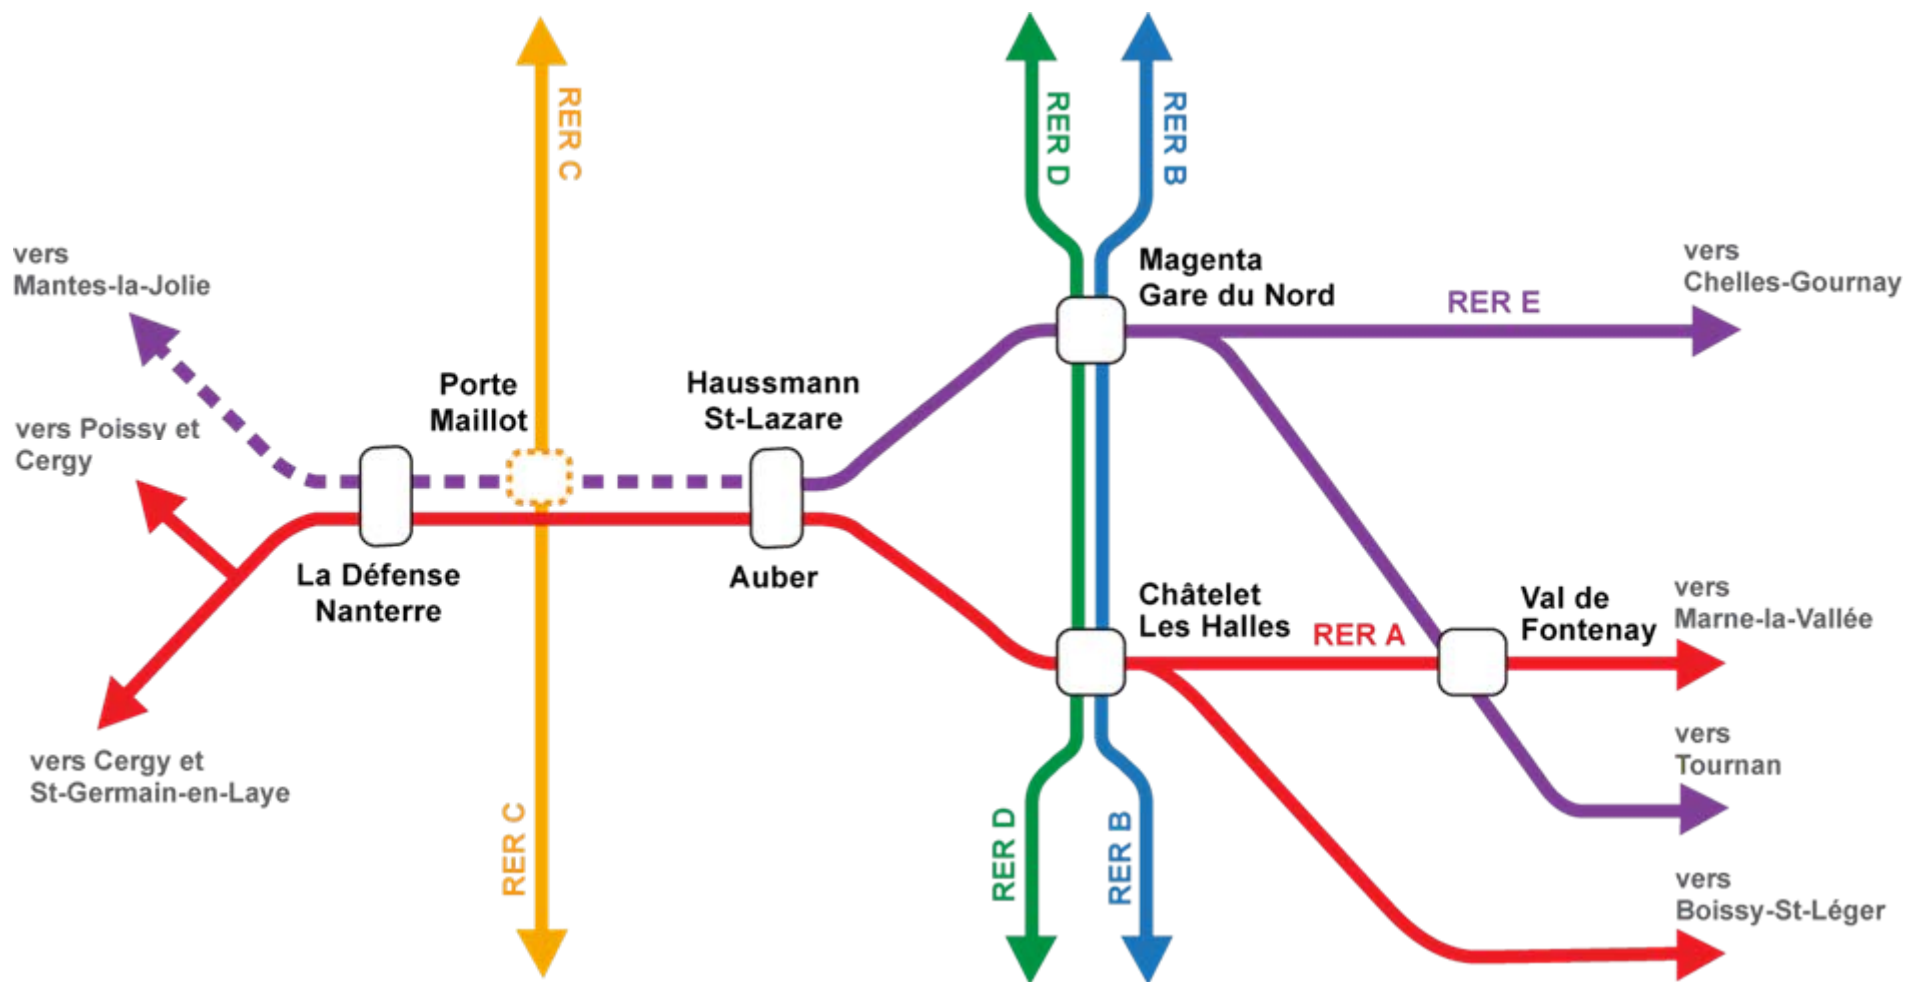 RER C
RER D
RER B
vers
Mantes-la-Jolie
Magenta
Gare du Nord
RER E
vers
Chelles-Gournay
Porte
Maillot
Haussmann
St-Lazare
vers Poissy et
Cergy
La Défense
Nanterre
Auber
Châtelet
Les Halles
RER A
Val de
Fontenay
vers
Marne-la-Vallée
vers
Tournan
vers Cergy et
St-Germain-en-Laye
RER C
RER D
RER B
vers
Boissy-St-Léger